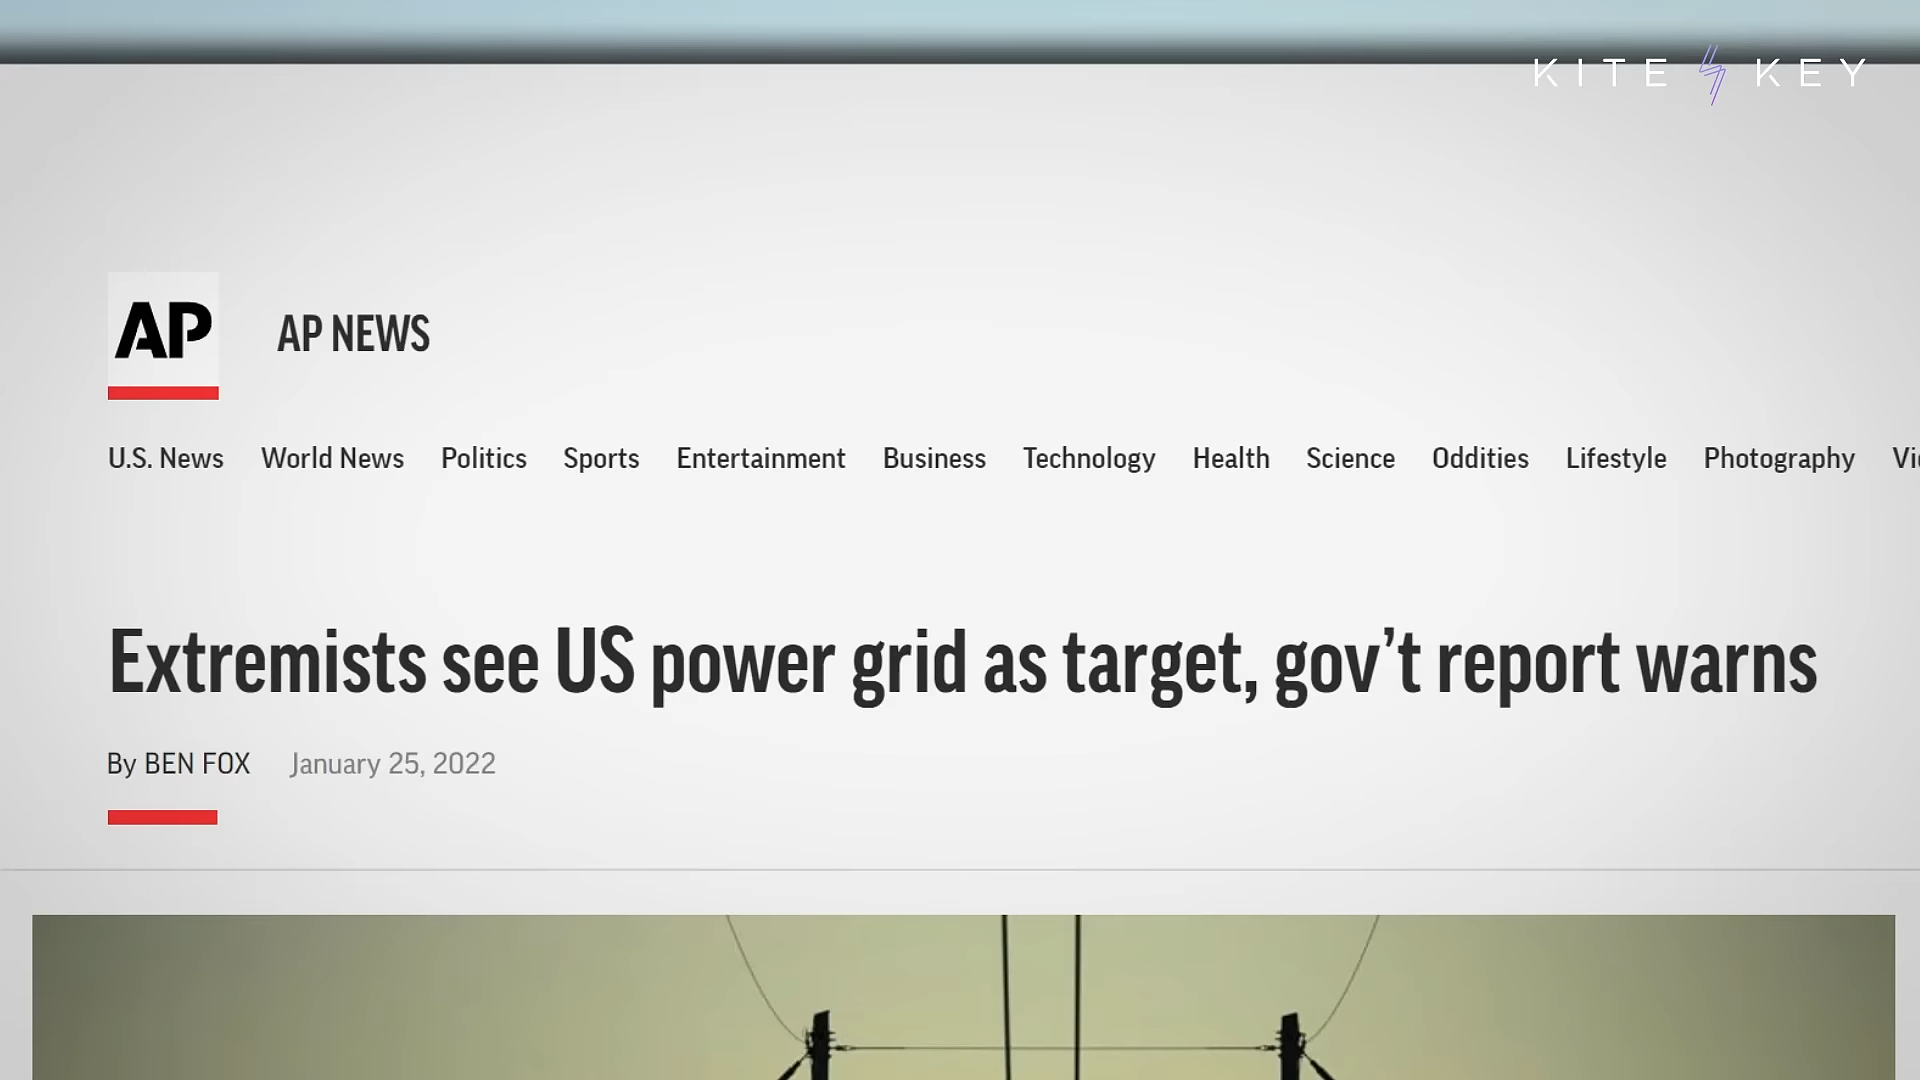 KITE KEY
AP AP NEWS
U.S. News World News Politics Sports Entertainment Business Technology Health Science Oddities Lifestyle Photography
Extremists see US power grid as target, gov’t report warns
By BEN FOX January 25, 2022